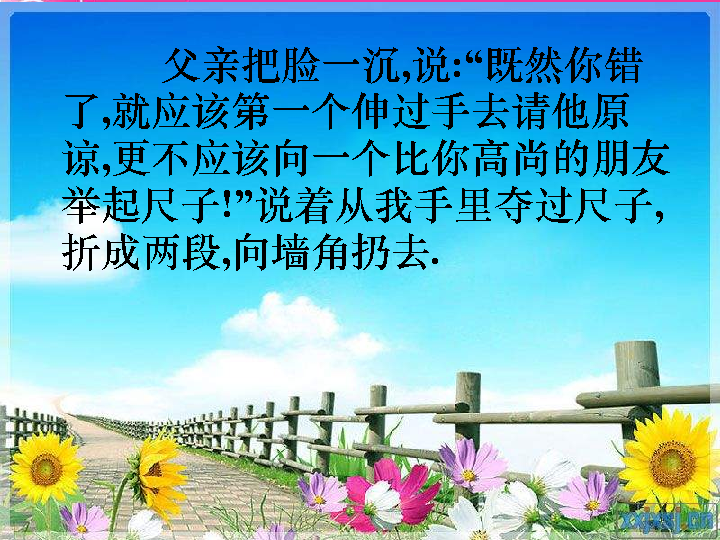 父亲把脸一沉,说:“既然你错
了,就应该第一个伸过手去请他原
谅,更不应该向一个比你高尚的朋友
举起尺子!”说着从我手里夺过尺子,
折成两段,向墙角扔去.